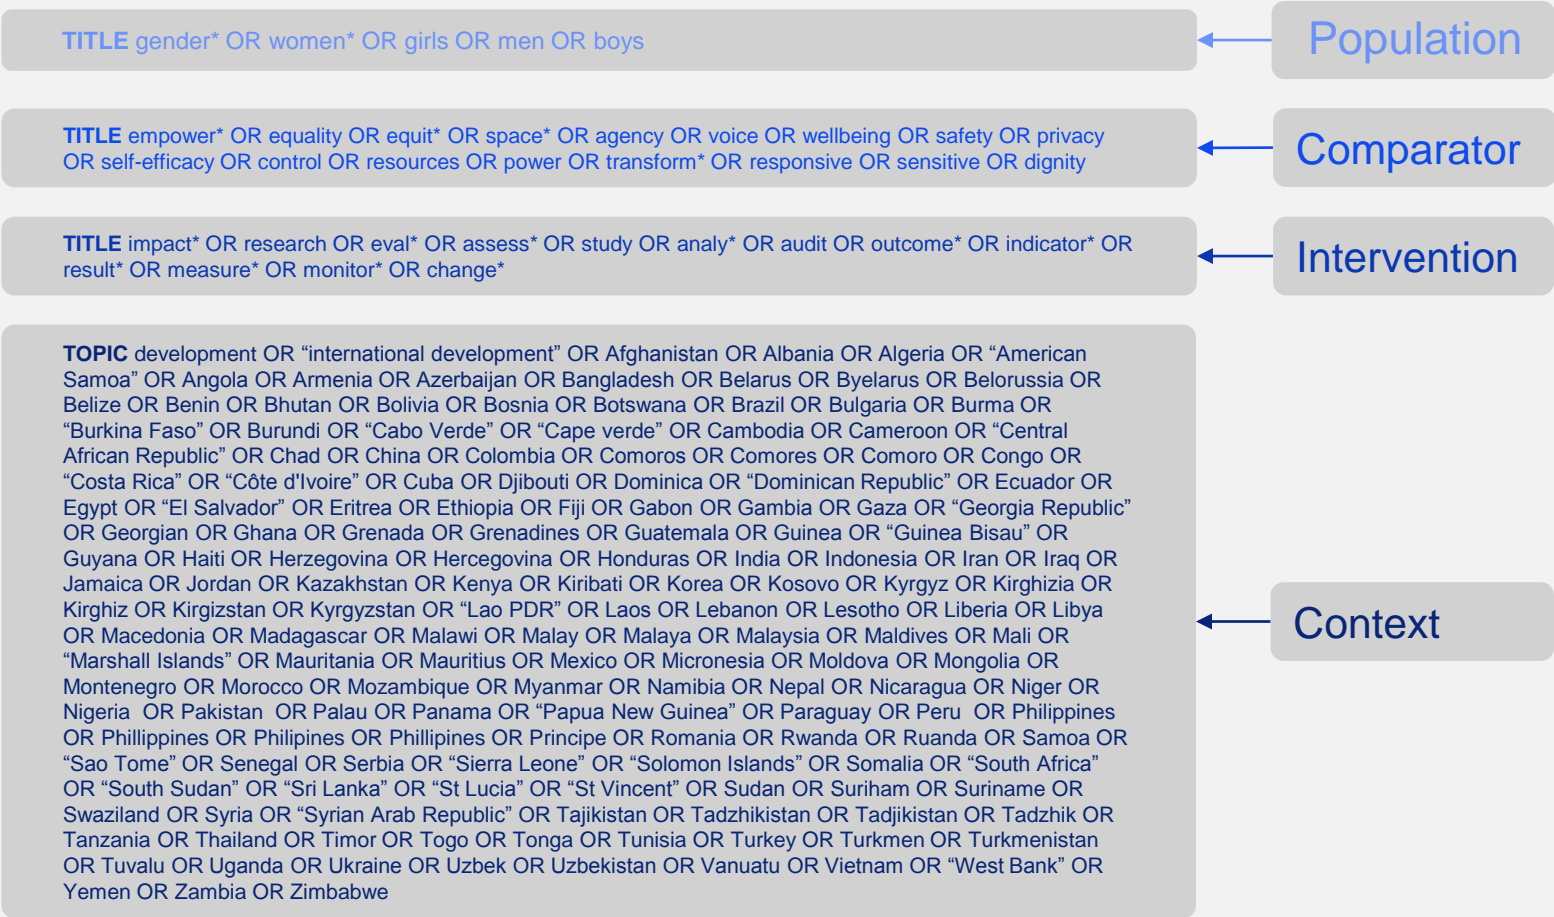 TITLE gender* OR women* OR girls OR men OR boys
Population
TITLE empower* OR equality OR equit* OR space* OR agency OR voice OR wellbeing OR safety OR privacy
OR self-efficacy OR control OR resources OR power OR transform* OR responsive OR sensitive OR dignity
Comparator
TITLE impact* OR research OR eval* OR assess* OR study OR analy* OR audit OR outcome* OR indicator* OR
result* OR measure* OR monitor* OR change*
Intervention
TOPIC development OR “international development” OR Afghanistan OR Albania OR Algeria OR “American
Samoa” OR Angola OR Armenia OR Azerbaijan OR Bangladesh OR Belarus OR Byelarus OR Belorussia OR
Belize OR Benin OR Bhutan OR Bolivia OR Bosnia OR Botswana OR Brazil OR Bulgaria OR Burma OR
“Burkina Faso” OR Burundi OR “Cabo Verde” OR “Cape verde” OR Cambodia OR Cameroon OR “Central
African Republic” OR Chad OR China OR Colombia OR Comoros OR Comores OR Comoro OR Congo OR
“Costa Rica” OR “Côte d'Ivoire” OR Cuba OR Djibouti OR Dominica OR “Dominican Republic” OR Ecuador OR
Egypt OR “El Salvador” OR Eritrea OR Ethiopia OR Fiji OR Gabon OR Gambia OR Gaza OR “Georgia Republic”
OR Georgian OR Ghana OR Grenada OR Grenadines OR Guatemala OR Guinea OR “Guinea Bisau” OR
Guyana OR Haiti OR Herzegovina OR Hercegovina OR Honduras OR India OR Indonesia OR Iran OR Iraq OR
Jamaica OR Jordan OR Kazakhstan OR Kenya OR Kiribati OR Korea OR Kosovo OR Kyrgyz OR Kirghizia OR
Kirghiz OR Kirgizstan OR Kyrgyzstan OR “Lao PDR” OR Laos OR Lebanon OR Lesotho OR Liberia OR Libya
OR Macedonia OR Madagascar OR Malawi OR Malay OR Malaya OR Malaysia OR Maldives OR Mali OR
“Marshall Islands” OR Mauritania OR Mauritius OR Mexico OR Micronesia OR Moldova OR Mongolia OR
Montenegro OR Morocco OR Mozambique OR Myanmar OR Namibia OR Nepal OR Nicaragua OR Niger OR
Nigeria OR Pakistan OR Palau OR Panama OR “Papua New Guinea” OR Paraguay OR Peru OR Philippines
OR Phillippines OR Philipines OR Phillipines OR Principe OR Romania OR Rwanda OR Ruanda OR Samoa OR
“Sao Tome” OR Senegal OR Serbia OR “Sierra Leone” OR “Solomon Islands” OR Somalia OR “South Africa”
OR “South Sudan” OR “Sri Lanka” OR “St Lucia” OR “St Vincent” OR Sudan OR Suriham OR Suriname OR
Swaziland OR Syria OR “Syrian Arab Republic” OR Tajikistan OR Tadzhikistan OR Tadjikistan OR Tadzhik OR
Tanzania OR Thailand OR Timor OR Togo OR Tonga OR Tunisia OR Turkey OR Turkmen OR Turkmenistan
OR Tuvalu OR Uganda OR Ukraine OR Uzbek OR Uzbekistan OR Vanuatu OR Vietnam OR “West Bank” OR
Yemen OR Zambia OR Zimbabwe
Context